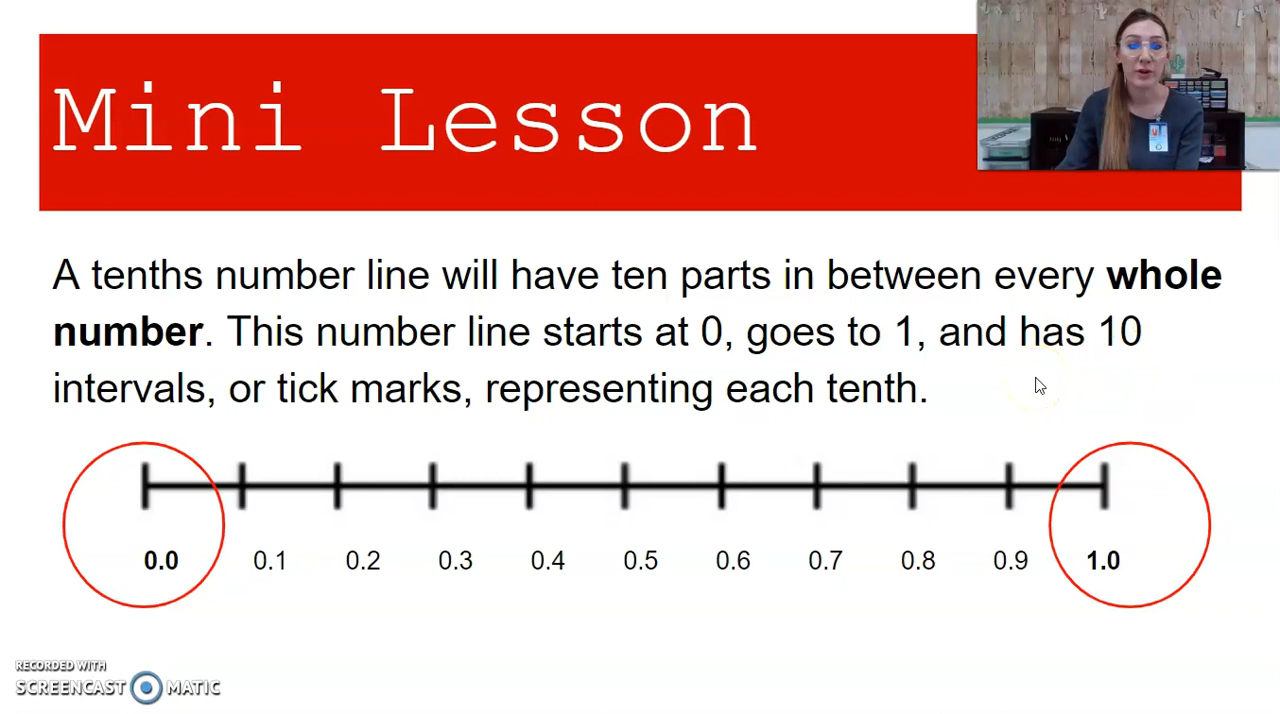 Mini Lesson
A tenths number line will have ten parts in between every whole
number. This number line starts at 0, goes to 1, and has 10
intervals, or tick marks, representing each tenth.
0.0 0.1 0.2 0.3 0.4 0.5 0.6 0.7 0.8 0.9 1.0
RECORDED WITH
SCREENCAST MATIC